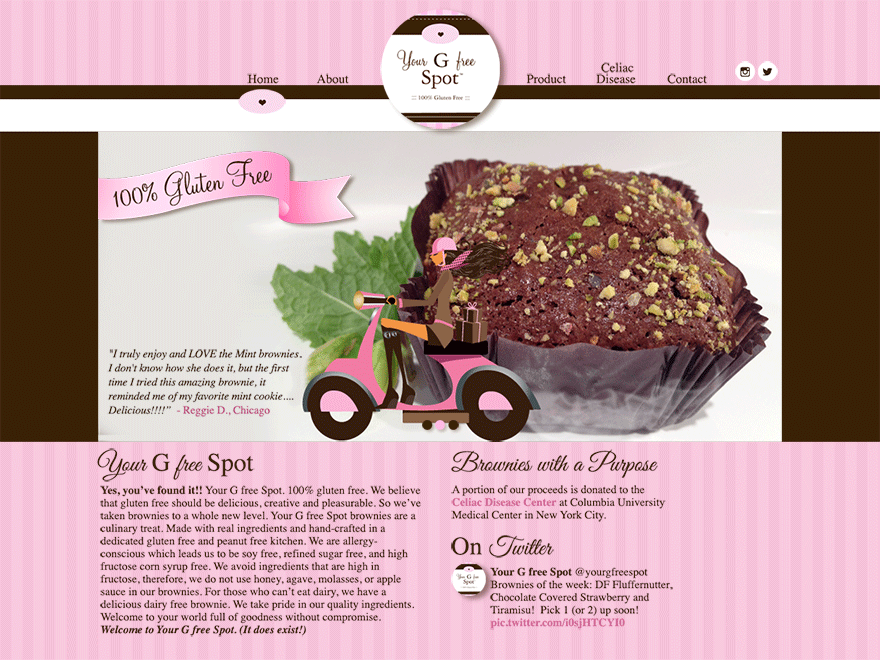 Home
About
Your G free
Spot™
::: 100% Gluten Free :::
Product
Celiac
Disease
Contact
100% Gluten Free
"I truly enjoy and LOVE the Mint brownies.
I don't know how she does it, but the first
time I tried this amazing brownie, it
reminded me of my favorite mint cookie....
Delicious!!!!" - Reggie D., Chicago
Your G free Spot
Yes, you've found it!! Your G free Spot. 100% gluten free. We believe
that gluten free should be delicious, creative and pleasurable. So we've
taken brownies to a whole new level. Your G free Spot brownies are a
culinary treat. Made with real ingredients and hand-crafted in a
dedicated gluten free and peanut free kitchen. We are allergy-
conscious which leads us to be soy free, refined sugar free, and high
fructose corn syrup free. We avoid ingredients that are high in
fructose, therefore, we do not use honey, agave, molasses, or apple
sauce in our brownies. For those who can't eat dairy, we have a
delicious dairy free brownie. We take pride in our quality ingredients.
Welcome to your world full of goodness without compromise.
Welcome to Your G free Spot. (It does exist!)
Brownies with a Purpose
A portion of our proceeds is donated to the
Celiac Disease Center at Columbia University
Medical Center in New York City.
On Twitter
Your G free
Spot
Your G free Spot @yourgfreespot
Brownies of the week: DF Fluffernutter,
Chocolate Covered Strawberry and
Tiramisu! Pick 1 (or 2) up soon!
pic.twitter.com/i0sjHTCYI0